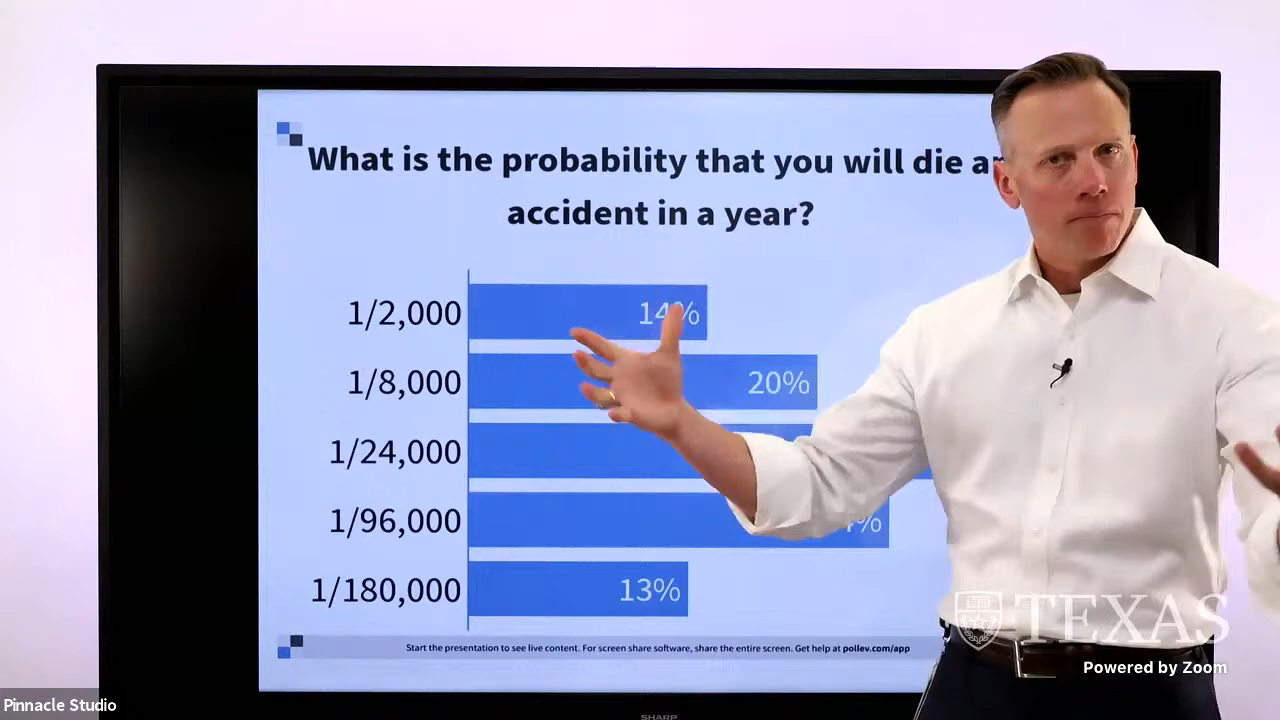 What is the probability that you will die
accident in a year?
1/2,000
14%
1/8,000
20%
1/24,000
1/96,000
%
1/180,000
13%
Start the presentation to see live content. For screen share software, share the entire screen. Get help at pollev.com/app
TEXAS
Powered by Zoom
Pinnacle Studio
SHARP